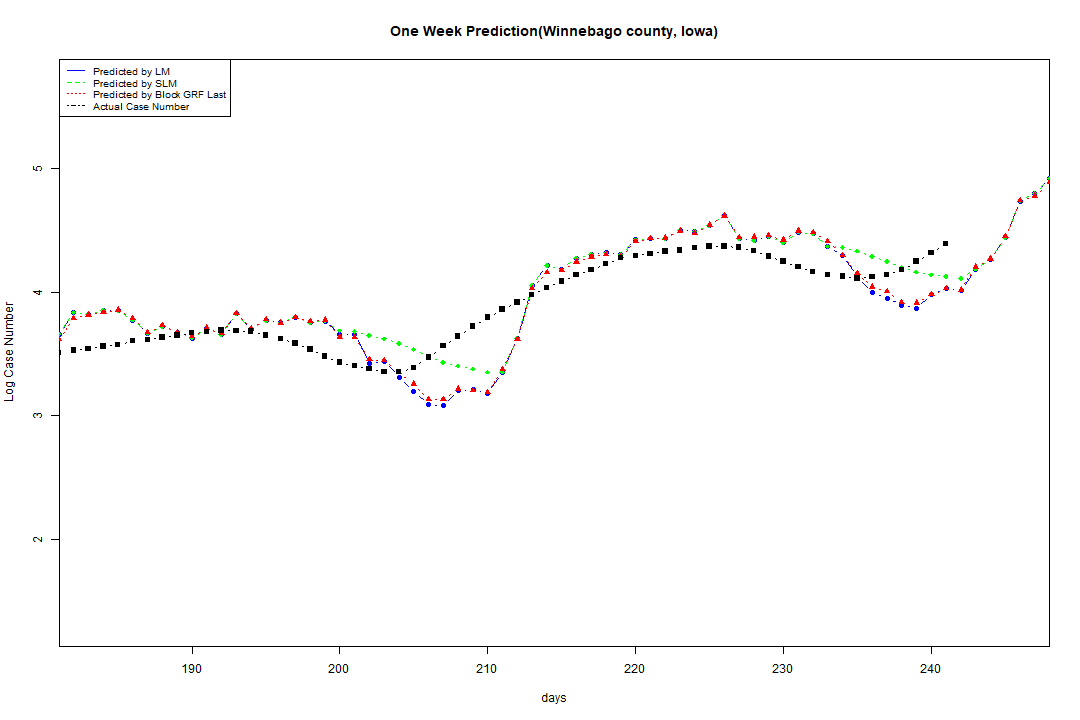 One Week Prediction(Winnebago county, Iowa)
Predicted by LM
Predicted by SLM
Predicted by Block GRF Last
Actual Case Number
5
4
3
2
Log Case Number
190 200 210 220 230 240
days